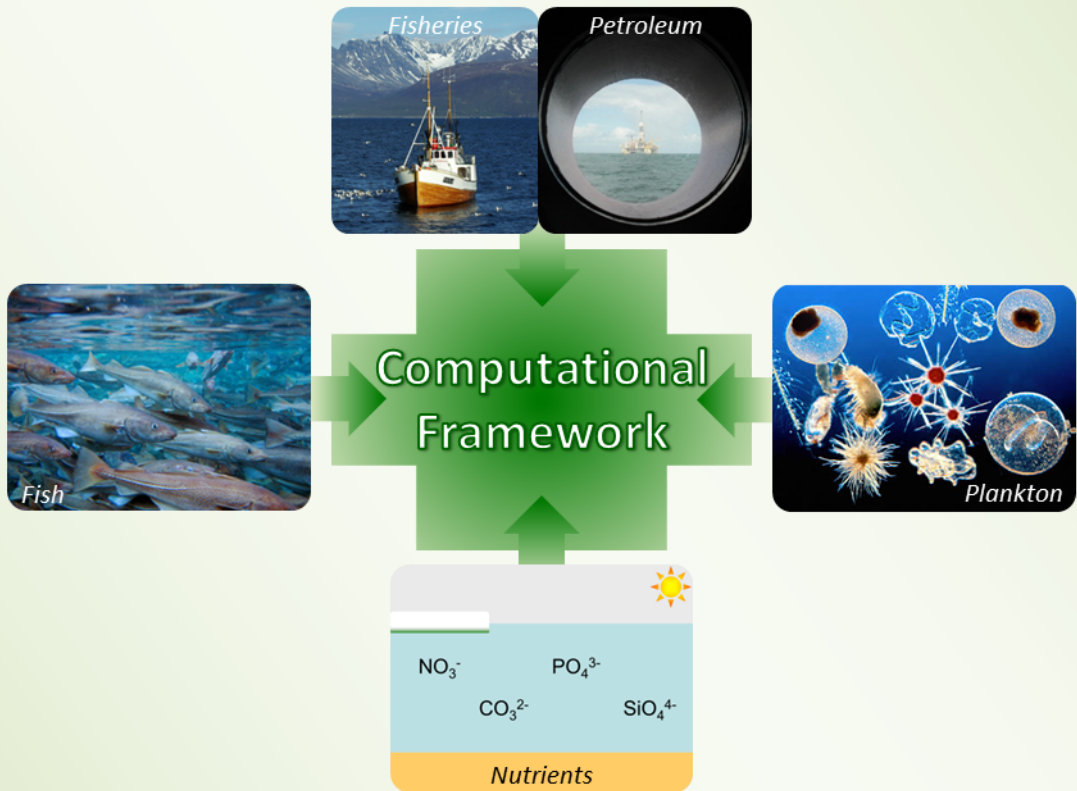 Fisheries
Petroleum
Computational
Framework
Fish
Plankton
NO₃⁻
PO₄³⁻
CO₃²⁻
SiO₄⁴⁻
Nutrients